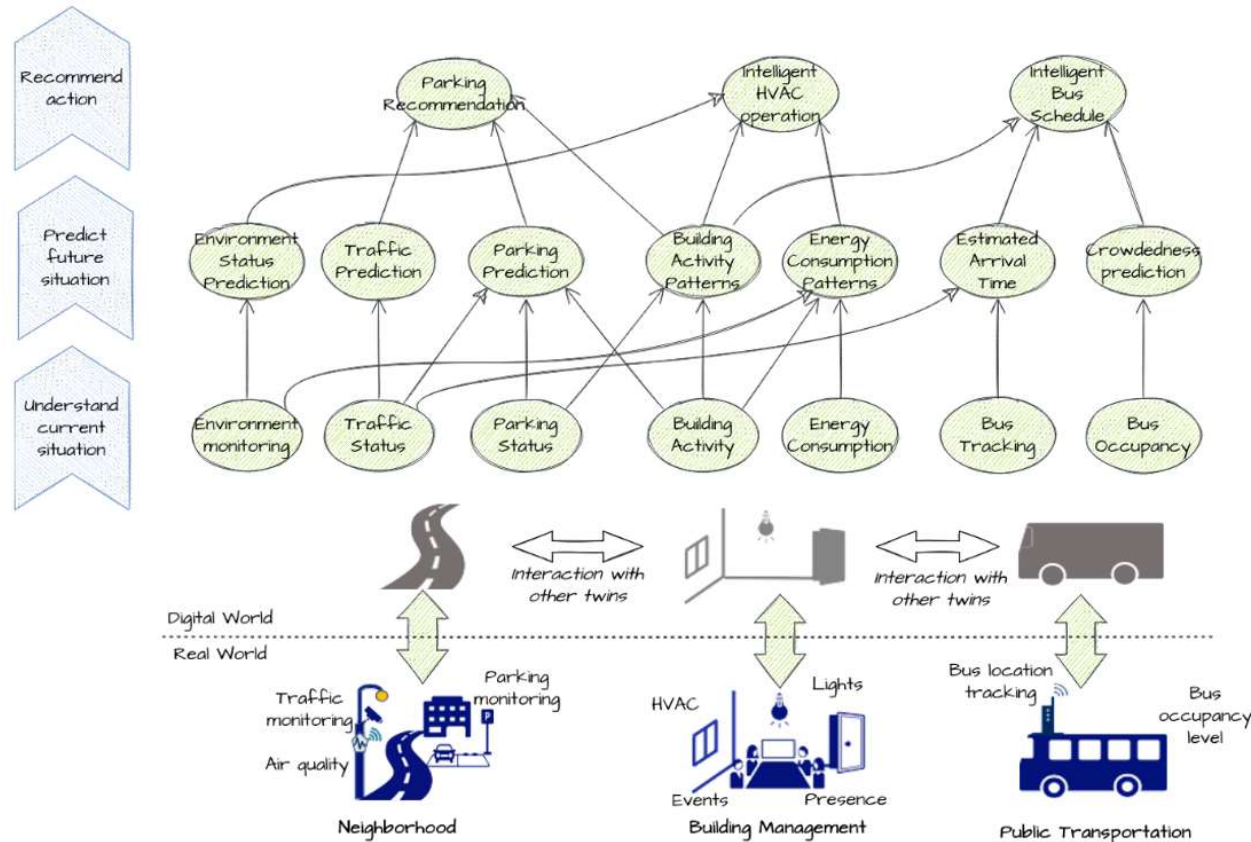 Recommend
action
Parking
Recommendation
Intelligent
HVAC
operation
Intelligent
Bus
Schedule
Predict
future
situation
Environment
Status
Prediction
Traffic
Prediction
Parking
Prediction
Building
Activity
Patterns
Energy
Consumption
Patterns
Estimated
Arrival
Time
Crowdedness
prediction
Understand
current
situation
Environment
monitoring
Traffic
Status
Parking
Status
Building
Activity
Energy
Consumption
Bus
Tracking
Bus
Occupancy
Interaction with
other twins
Interaction with
other twins
Digital World
Real World
Traffic
monitoring
Parking
monitoring
P
Air quality
Neighborhood
HVAC
Lights
Events
Presence
Building Management
Bus location
tracking
Bus
occupancy
level
Public Transportation